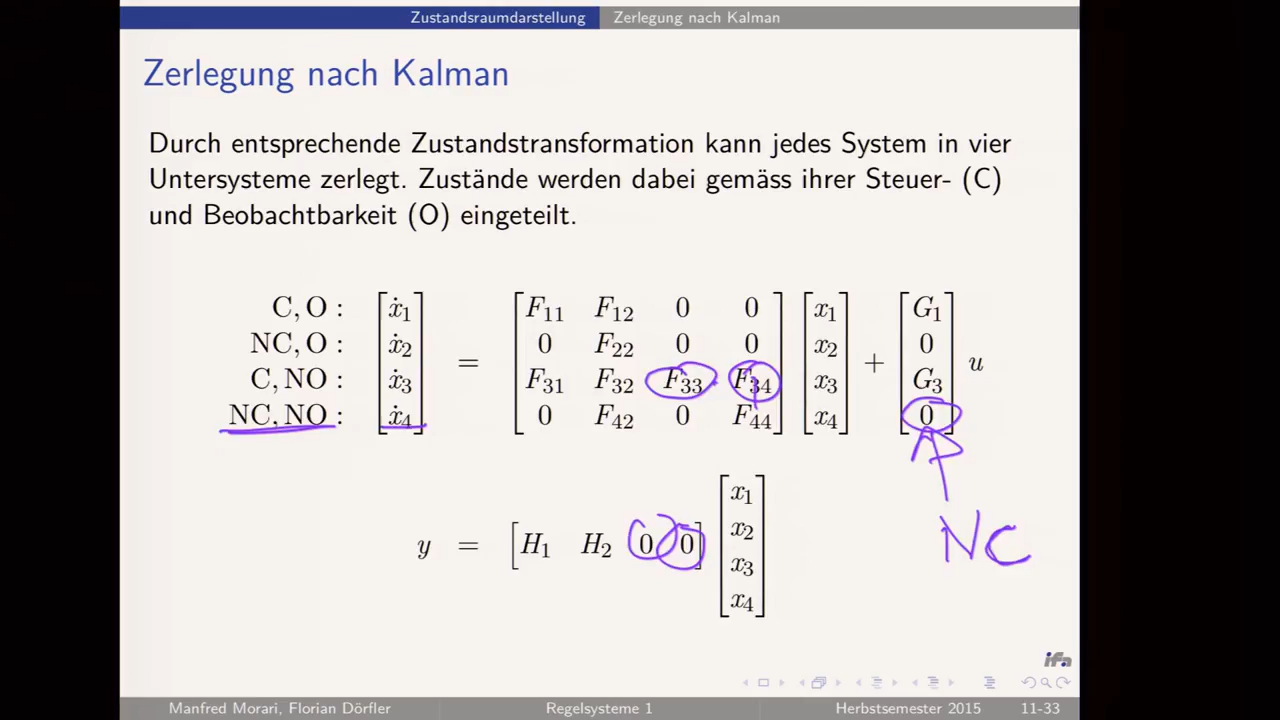 Zustandsraumdarstellung Zerlegung nach Kalman
Zerlegung nach Kalman
Durch entsprechende Zustandstransformation kann jedes System in vier
Untersysteme zerlegt. Zustände werden dabei gemäss ihrer Steuer- (C)
und Beobachtbarkeit (O) eingeteilt.
C, O : ẋ₁ F₁₁ F₁₂ 0 0 x₁ G₁
NC, O : ẋ₂ 0 F₂₂ 0 0 x₂ 0
= + u
C, NO : ẋ₃ F₃₁ F₃₂ F₃₃ F₃₄ x₃ G₃
NC, NO : ẋ₄ 0 F₄₂ 0 F₄₄ x₄ 0
NC
x₁
x₂
y = [H₁ H₂ 0 0]
x₃
x₄
ifa
Manfred Morari, Florian Dörfler Regelsysteme 1 Herbstsemester 2015 11-33